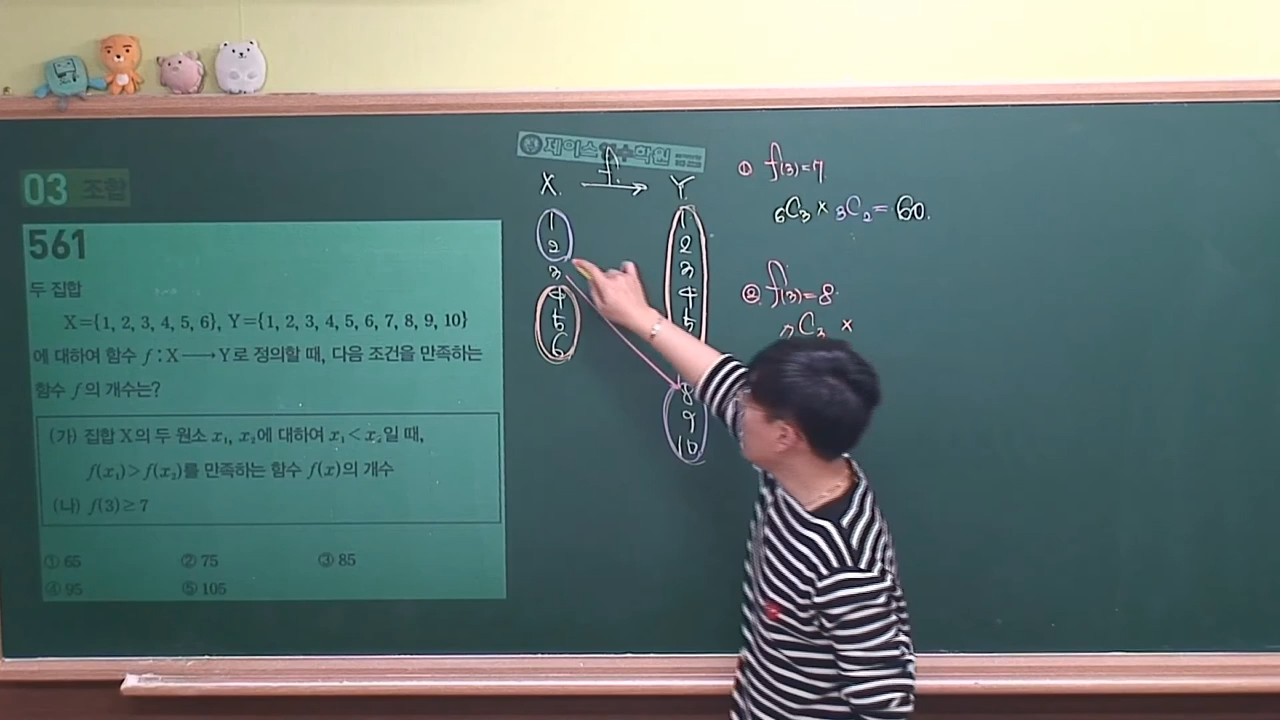 03 조합
561
두 집합
X={1, 2, 3, 4, 5, 6}, Y={1, 2, 3, 4, 5, 6, 7, 8, 9, 10}
에 대하여 함수 f : X ⟶ Y로 정의할 때, 다음 조건을 만족하는
함수 f의 개수는?
(가) 집합 X의 두 원소 x₁, x₂에 대하여 x₁<x₂일 때,
f(x₁)>f(x₂)를 만족하는 함수 f(x)의 개수
(나) f(3)≥7
① 65 ② 75 ③ 85
④ 95 ⑤ 105
제이스 수학원
X f → Y
1 1
2 2
3 3
4 4
5 5
6
8
9
10
① f(3)=7
₆C₃ × ₃C₂ = 60.
② f(3)=8
₇C₃ ×